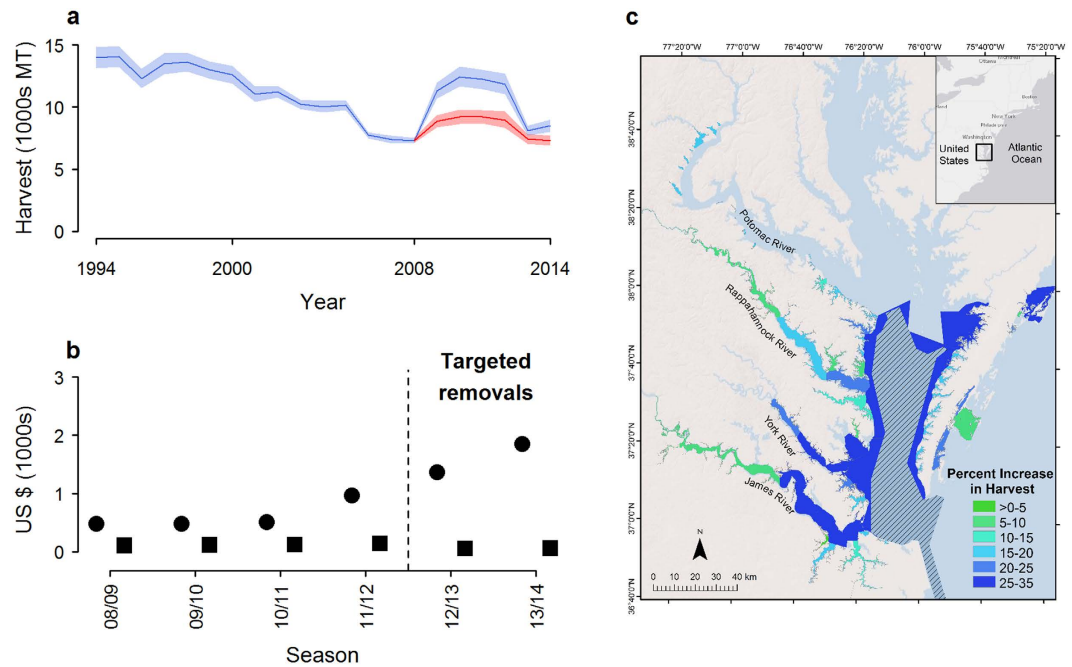 a
15
10
5
0
Harvest (1000s MT)
1994
2000
2008
2014
Year
b
Targeted
removals
3
2
1
0
US $ (1000s)
08/09
09/10
10/11
11/12
12/13
13/14
Season
c
77°20'0"W
77°0'0"W
76°40'0"W
76°20'0"W
76°0'0"W
75°40'0"W
75°20'0"W
38°40'0"N
38°20'0"N
38°0'0"N
37°40'0"N
37°20'0"N
37°0'0"N
36°40'0"N
Ottawa
Boston
New York
Philadelphia
Washington
United
States
Atlantic
Ocean
Potomac River
Rappahannock River
York River
James River
Percent Increase
in Harvest
>0-5
5-10
10-15
15-20
20-25
25-35
N
0 10 20 30 40 km